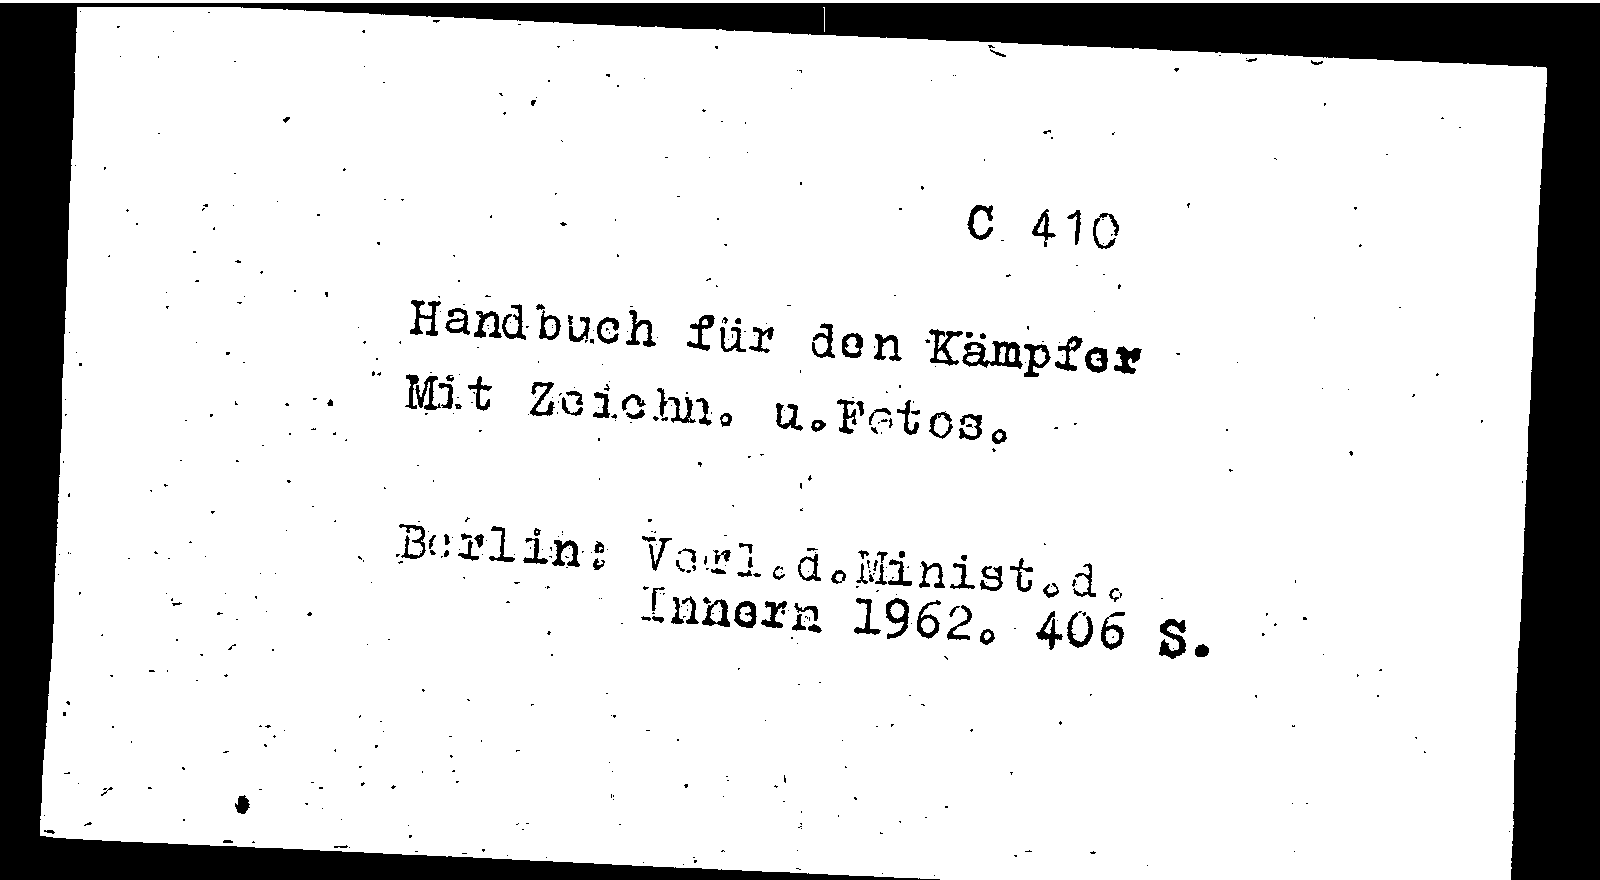 C 410
Handbuch für den Kämpfer
Mit Zeichn. u.Fotos.
Berlin: Verl.d.Minist.d.
Innern 1962. 406 S.